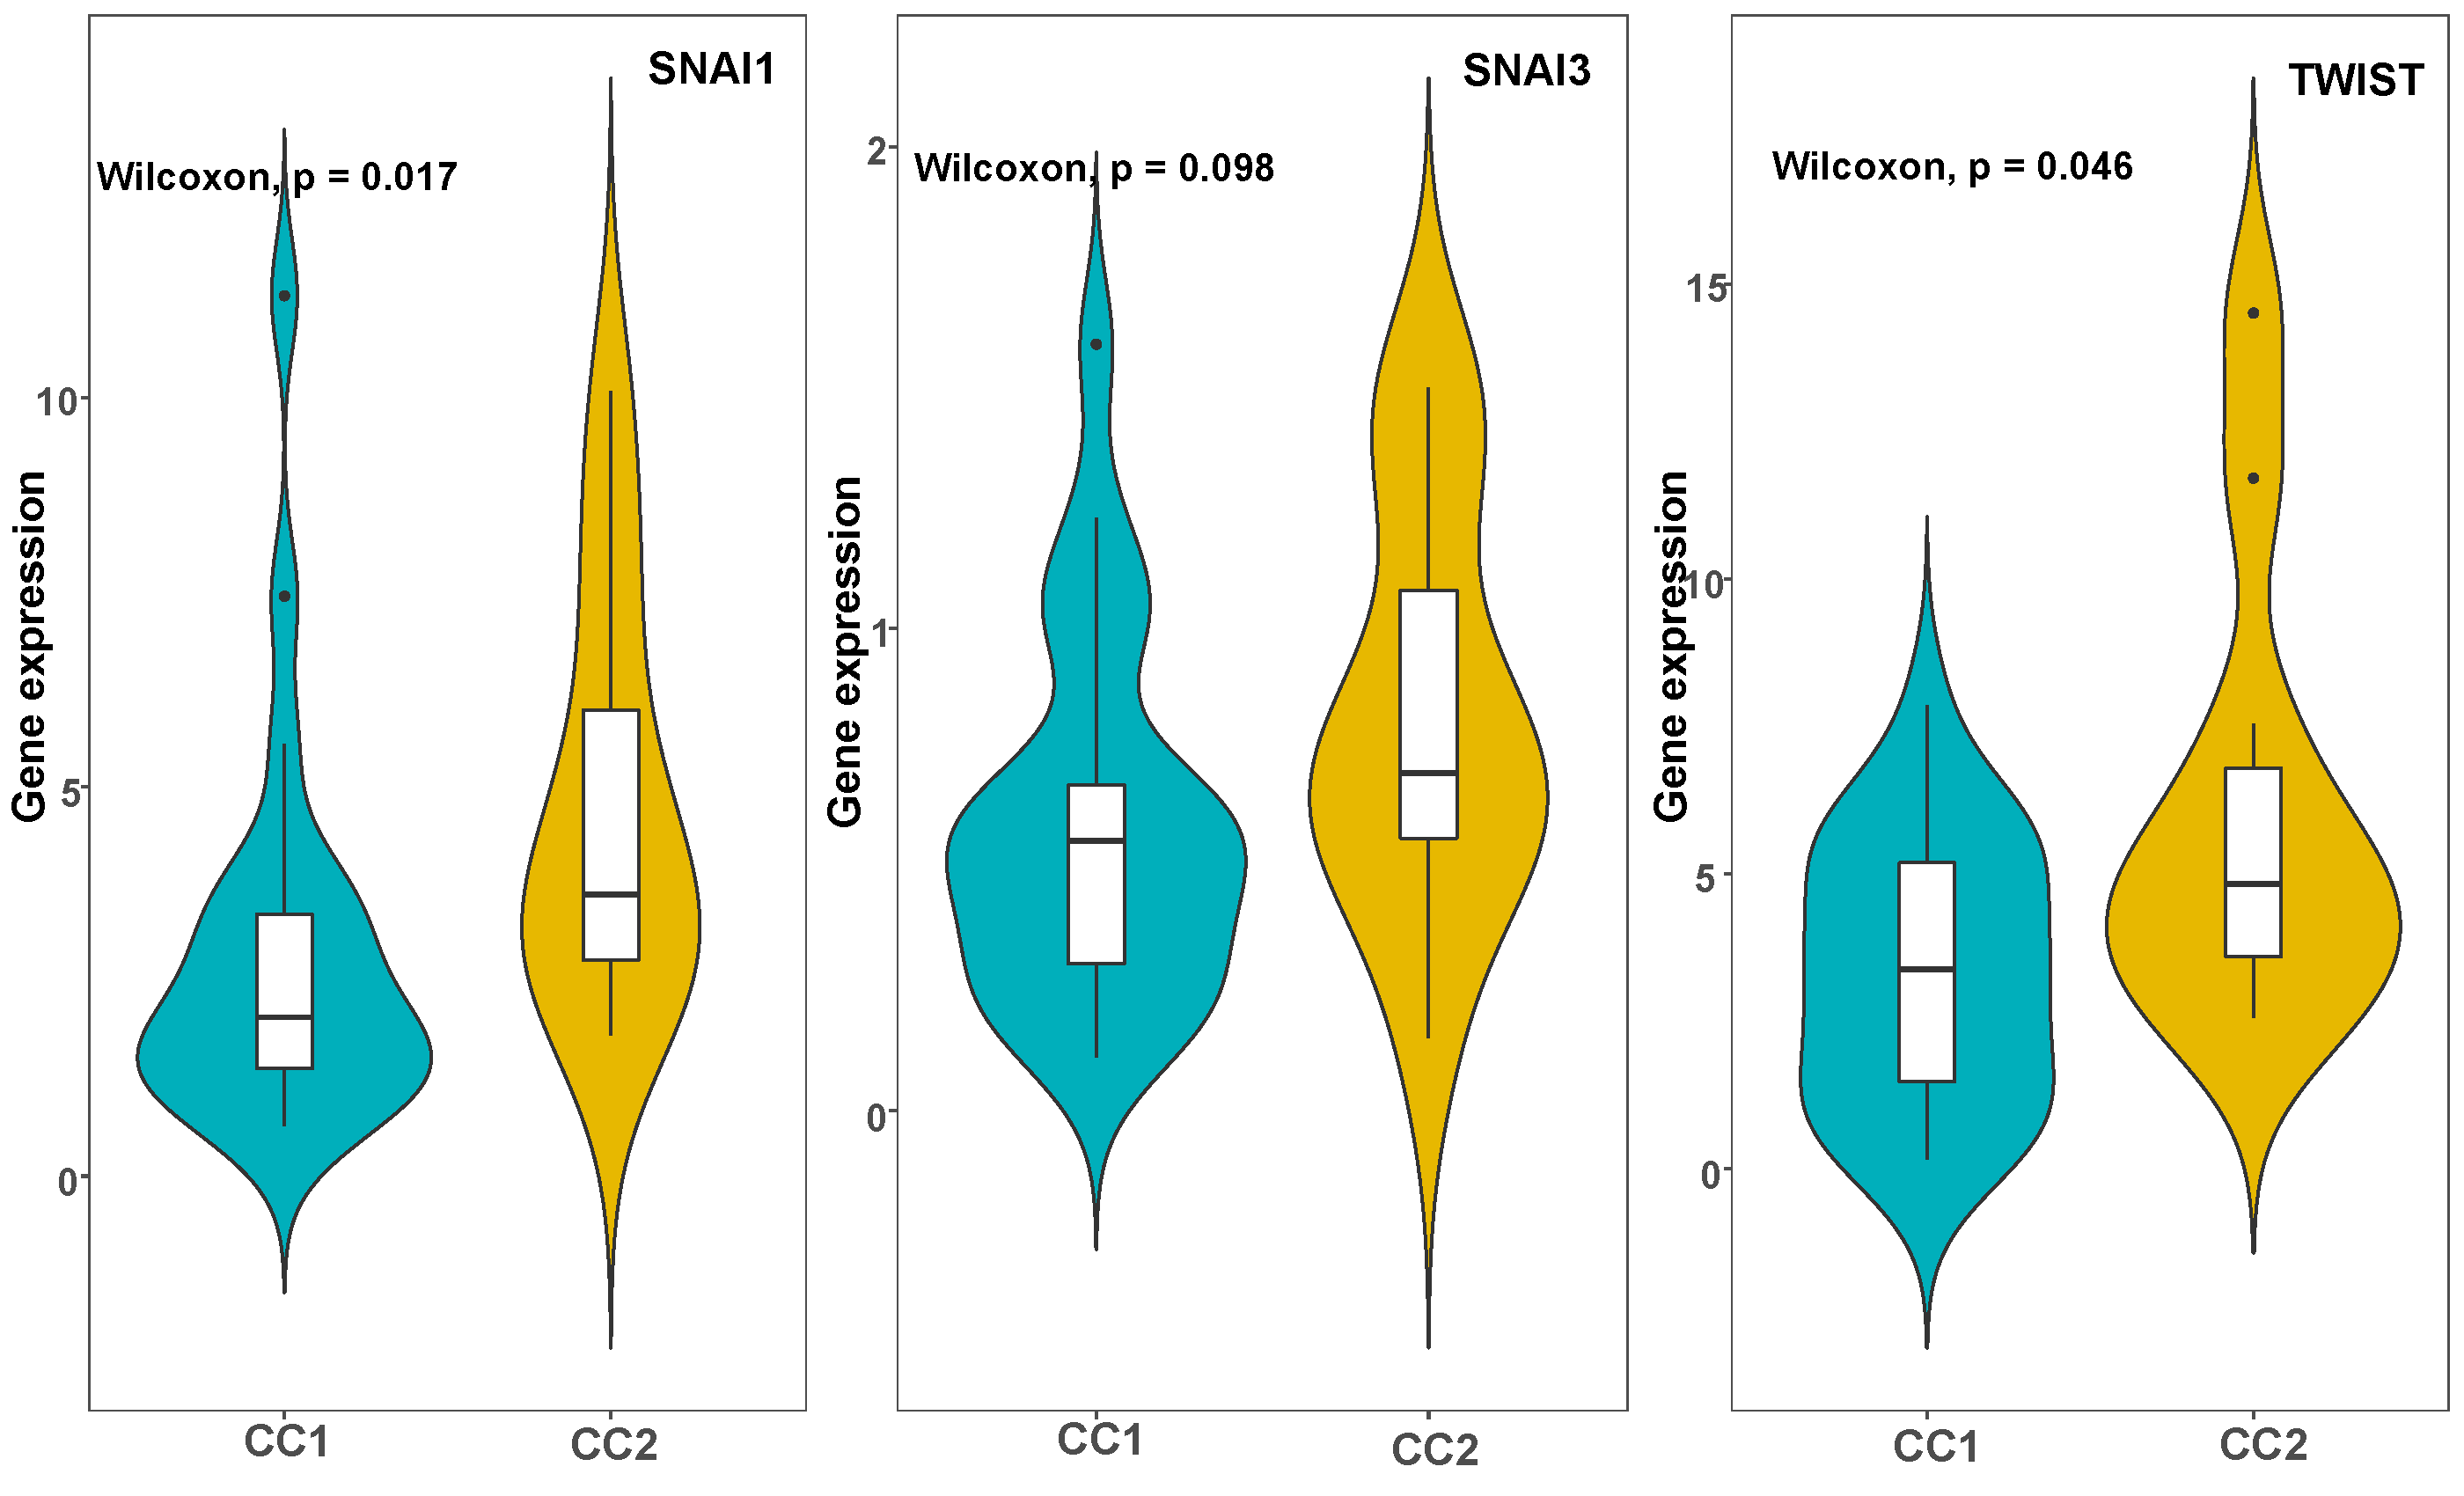 SNAI1
Wilcoxon, p = 0.017
Gene expression
10
5
0
CC1
CC2
SNAI3
Wilcoxon, p = 0.098
Gene expression
2
1
0
CC1
CC2
TWIST
Wilcoxon, p = 0.046
Gene expression
15
10
5
0
CC1
CC2